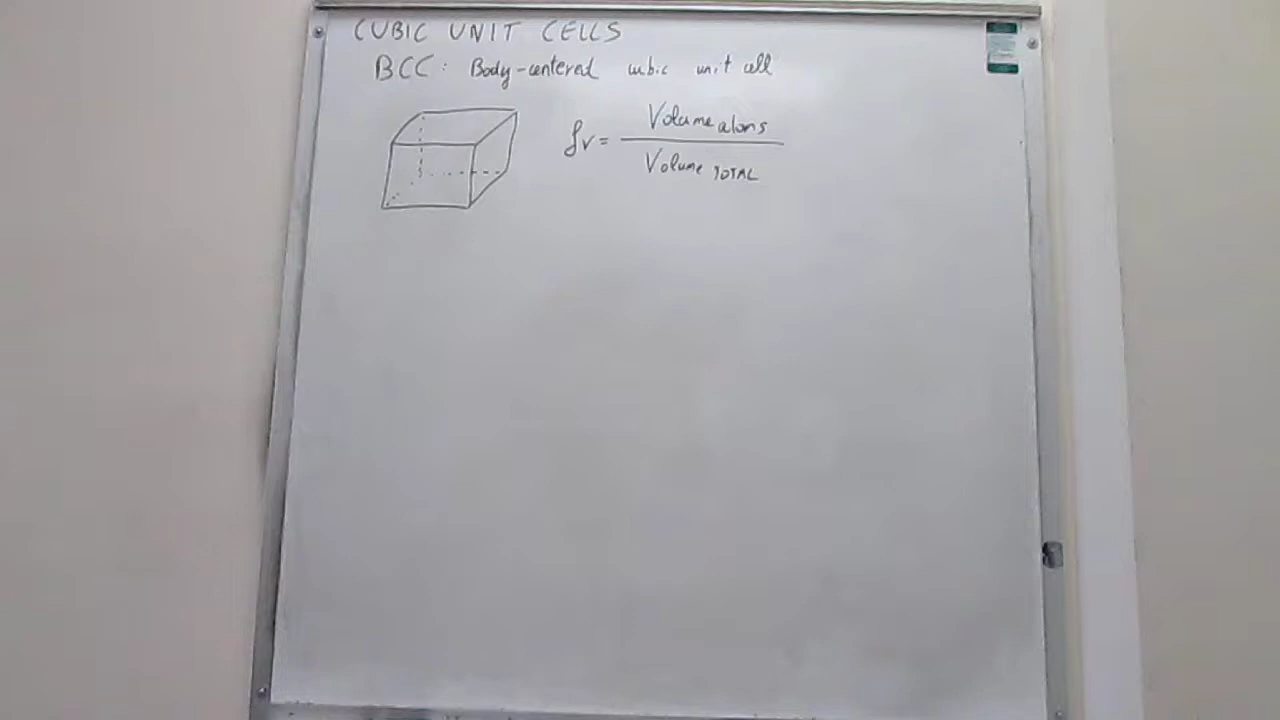 CUBIC UNIT CELLS
BCC: Body-centered cubic unit cell
fv = Volume atoms
Volume TOTAL